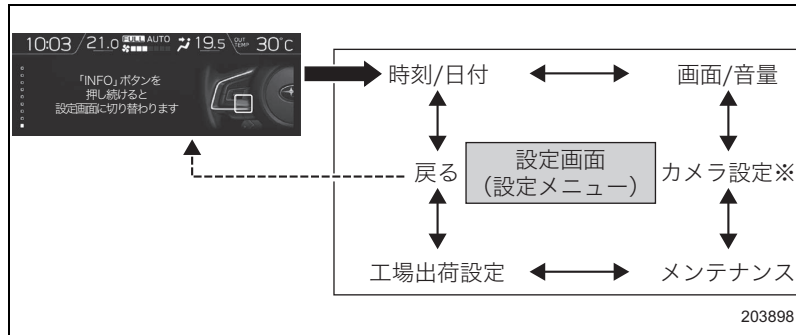 10:03 21.0 FULL AUTO 19.5 OUT TEMP 30°C
「INFO」ボタンを
押し続けると
設定画面に切り替わります
時刻/日付
画面/音量
戻る
設定画面
（設定メニュー）
カメラ設定※
工場出荷設定
メンテナンス
203898